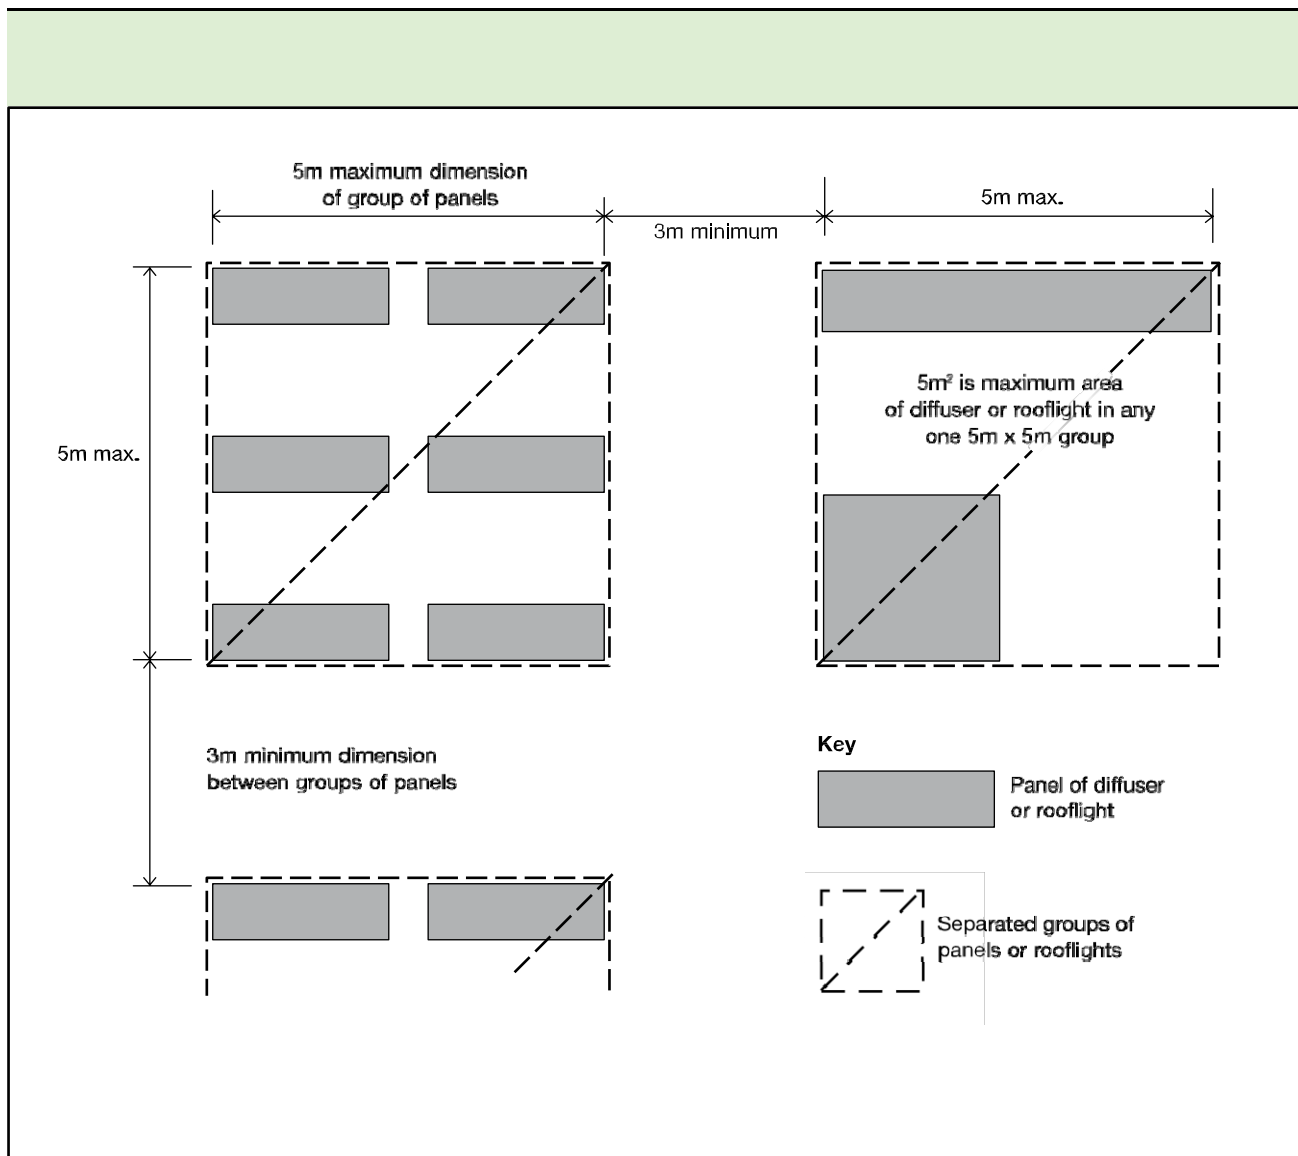 5m maximum dimension
of group of panels
5m max.
3m minimum
5m² is maximum area
of diffuser or rooflight in any
one 5m x 5m group
5m max.
3m minimum dimension
between groups of panels
Key
Panel of diffuser
or rooflight
Separated groups of
panels or rooflights